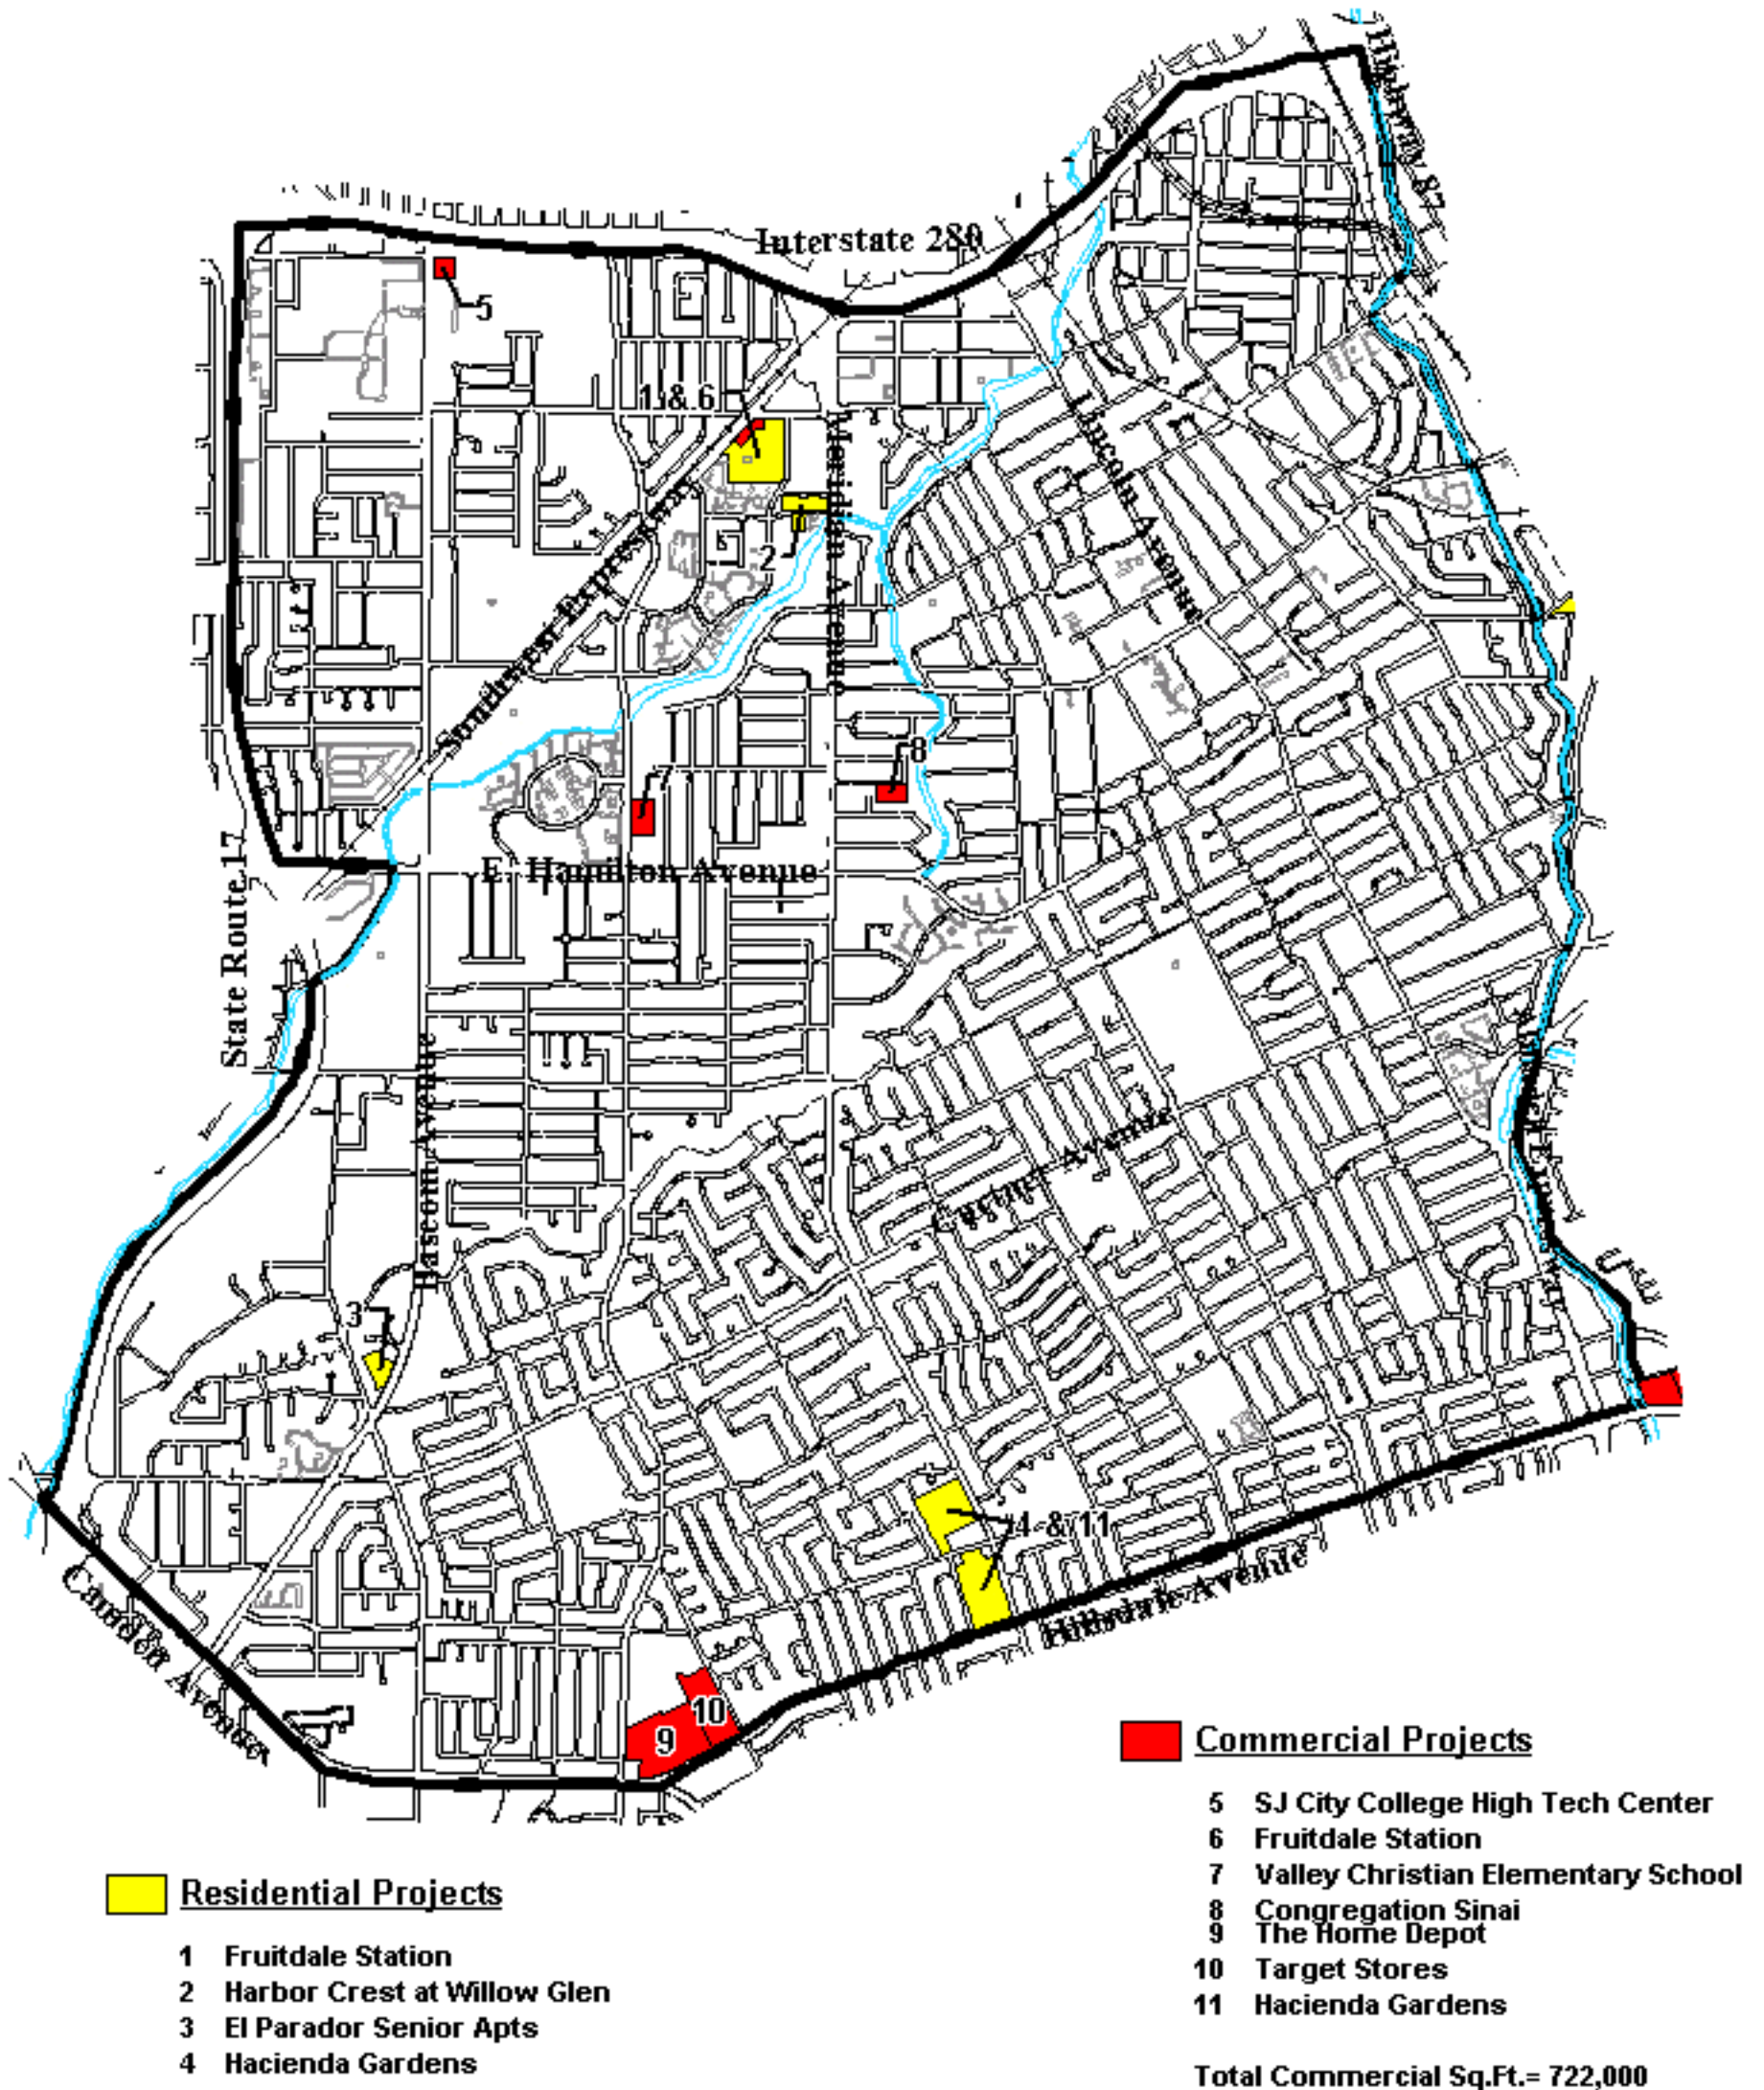 Highway 87
Interstate 280
5
1 & 6
Lincoln Avenue
Meridian Avenue
Southwest Expressway
2
8
7
E. Hamilton Avenue
State Route 17
Bascom Avenue
Curtner Avenue
Almaden Expressway
3
4 & 11
Hillsdale Avenue
Camden Avenue
10
9
Commercial Projects
5 SJ City College High Tech Center
6 Fruitdale Station
7 Valley Christian Elementary School
8 Congregation Sinai
9 The Home Depot
10 Target Stores
11 Hacienda Gardens
Total Commercial Sq.Ft.= 722,000
Residential Projects
1 Fruitdale Station
2 Harbor Crest at Willow Glen
3 El Parador Senior Apts
4 Hacienda Gardens